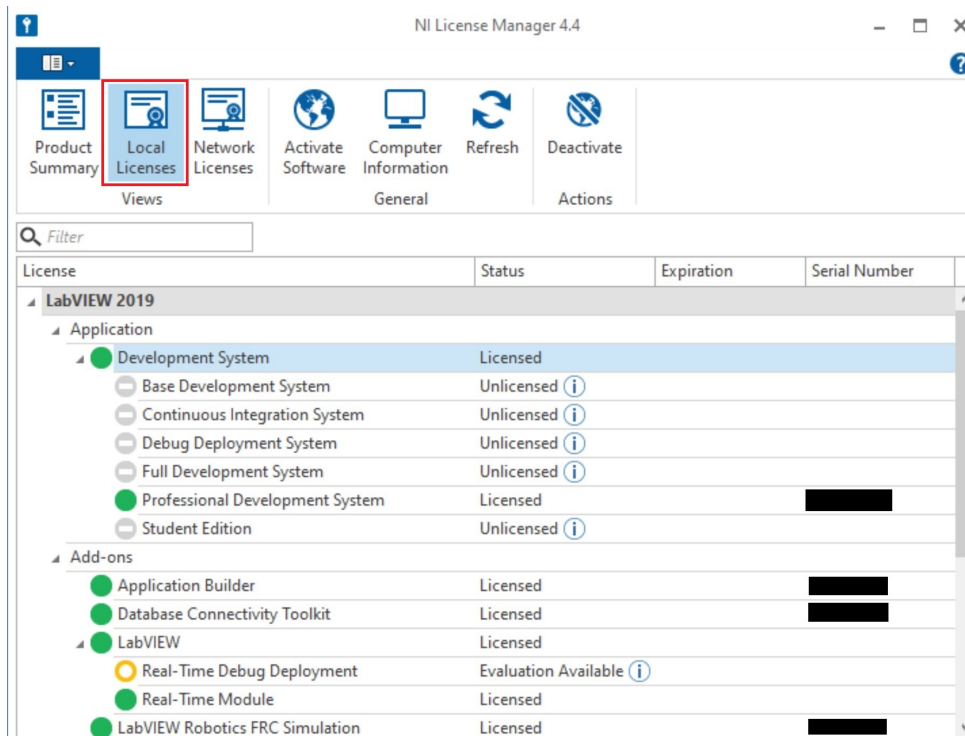 NI License Manager 4.4
Product Summary
Local Licenses
Network Licenses
Activate Software
Computer Information
Refresh
Deactivate
Views
General
Actions
Filter
License Status Expiration Serial Number
LabVIEW 2019
Application
Development System Licensed
Base Development System Unlicensed
Continuous Integration System Unlicensed
Debug Deployment System Unlicensed
Full Development System Unlicensed
Professional Development System Licensed
Student Edition Unlicensed
Add-ons
Application Builder Licensed
Database Connectivity Toolkit Licensed
LabVIEW Licensed
Real-Time Debug Deployment Evaluation Available
Real-Time Module Licensed
LabVIEW Robotics FRC Simulation Licensed